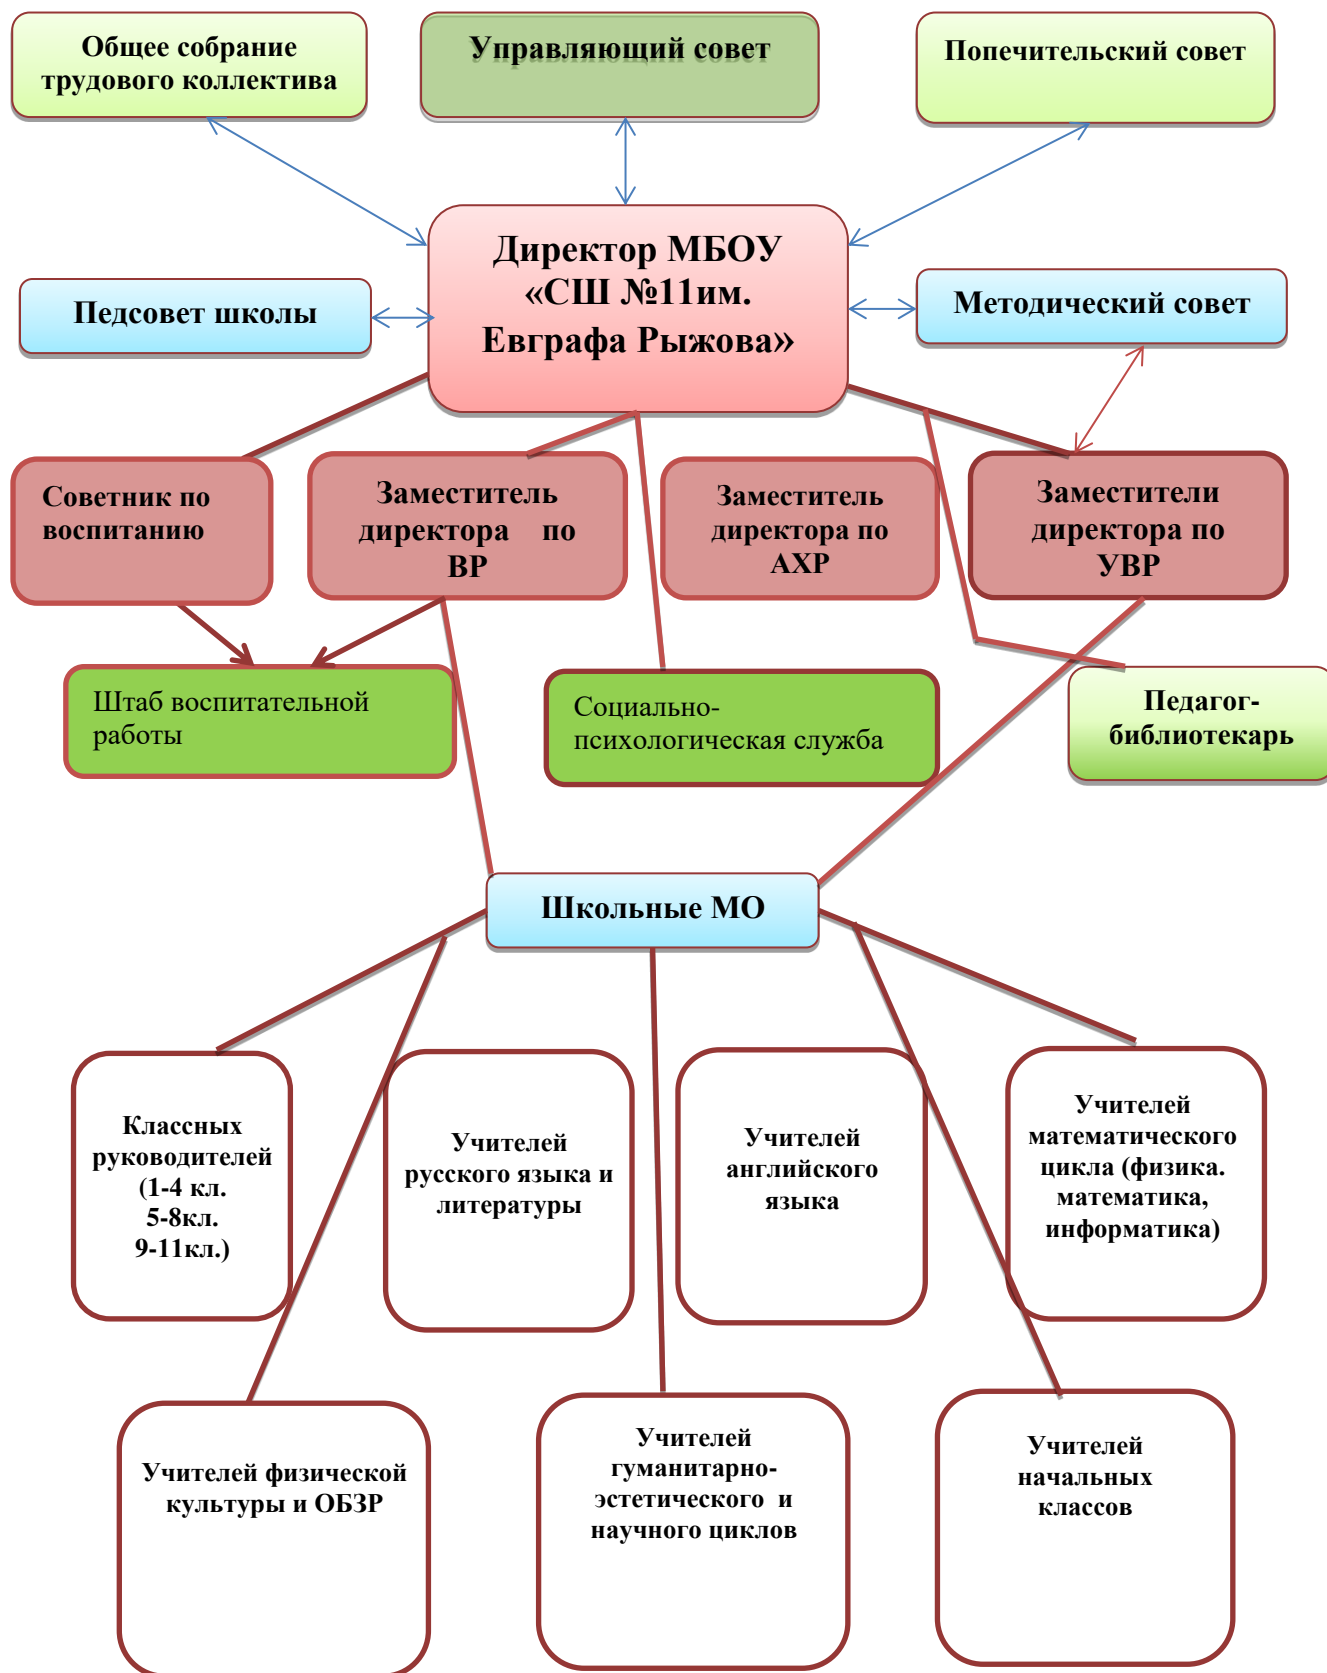 Общее собрание
трудового коллектива
Управляющий совет
Попечительский совет
Директор МБОУ
«СШ №11им.
Евграфа Рыжова»
Педсовет школы
Методический совет
Советник по
воспитанию
Заместитель
директора по
ВР
Заместитель
директора по
АХР
Заместители
директора по
УВР
Штаб воспитательной
работы
Социально-
психологическая служба
Педагог-
библиотекарь
Школьные МО
Классных
руководителей
(1-4 кл.
5-8кл.
9-11кл.)
Учителей
русского языка и
литературы
Учителей
английского
языка
Учителей
математического
цикла (физика.
математика,
информатика)
Учителей физической
культуры и ОБЗР
Учителей
гуманитарно-
эстетического и
научного циклов
Учителей
начальных
классов